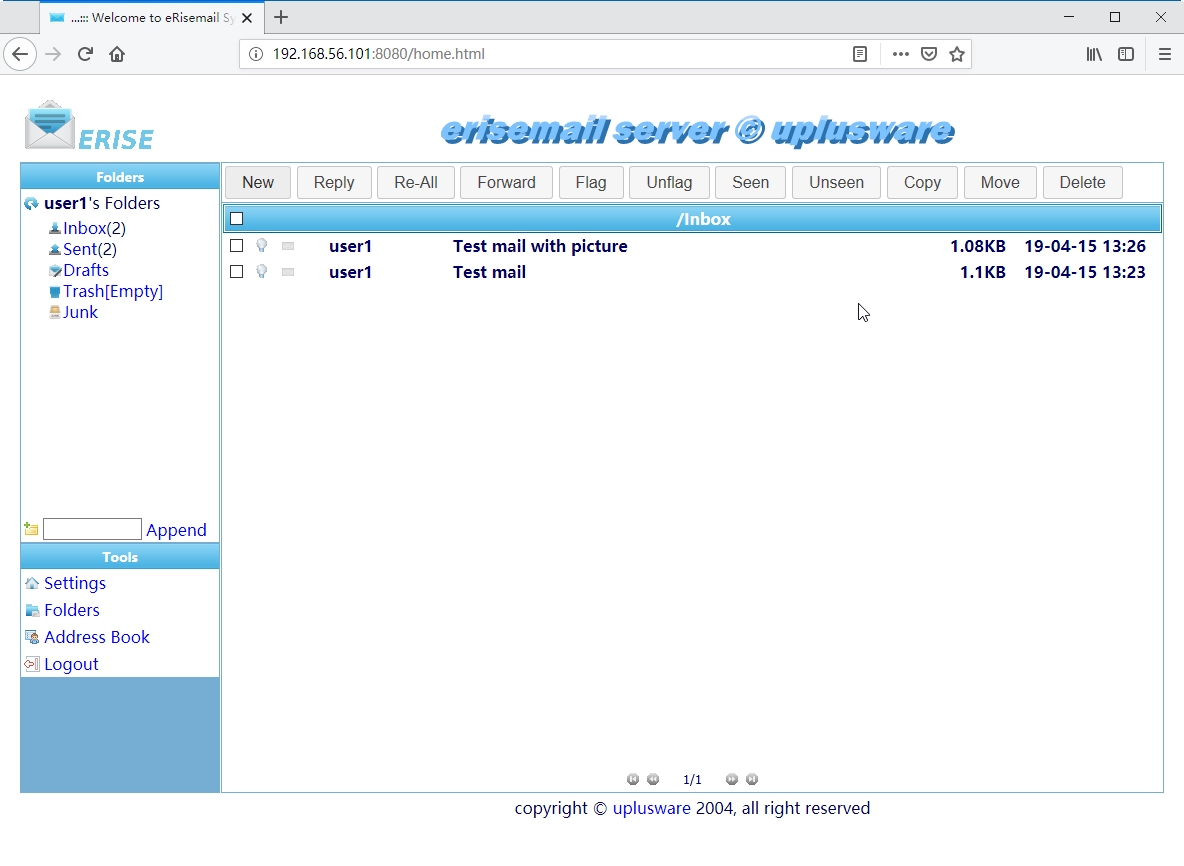 ...::: Welcome to eRisemail Sy
192.168.56.101:8080/home.html
ERISE
erisemail server © uplusware
Folders
user1's Folders
Inbox(2)
Sent(2)
Drafts
Trash[Empty]
Junk
Append
Tools
Settings
Folders
Address Book
Logout
New Reply Re-All Forward Flag Unflag Seen Unseen Copy Move Delete
/Inbox
user1 Test mail with picture 1.08KB 19-04-15 13:26
user1 Test mail 1.1KB 19-04-15 13:23
1/1
copyright © uplusware 2004, all right reserved